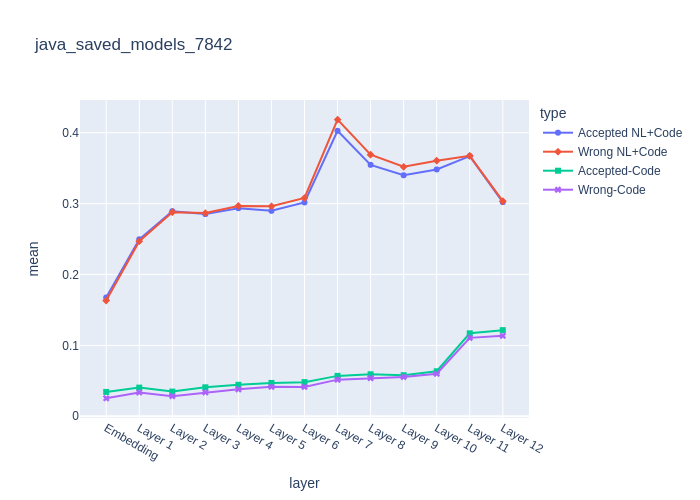 java_saved_models_7842
type
Accepted NL+Code
Wrong NL+Code
Accepted-Code
Wrong-Code
mean
0.4
0.3
0.2
0.1
0
Embedding
Layer 1
Layer 2
Layer 3
Layer 4
Layer 5
Layer 6
Layer 7
Layer 8
Layer 9
Layer 10
Layer 11
Layer 12
layer